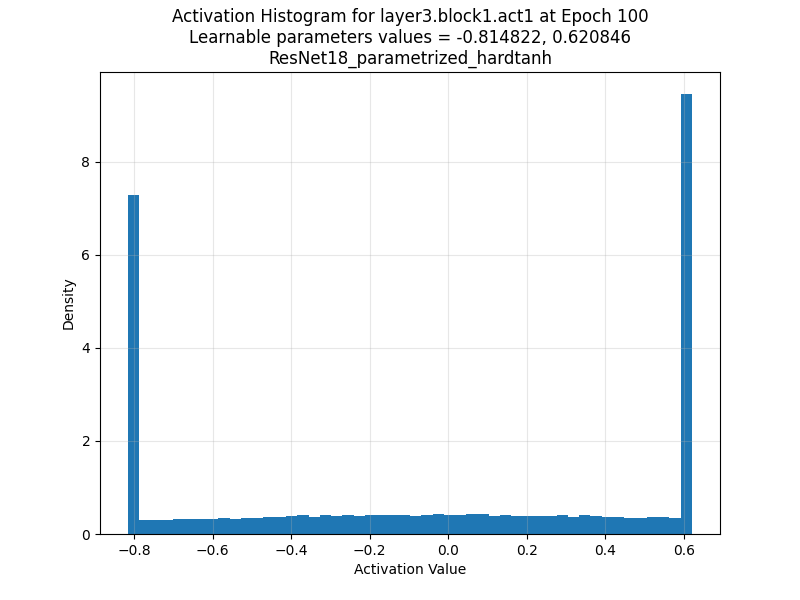 Activation Histogram for layer3.block1.act1 at Epoch 100
Learnable parameters values = -0.814822, 0.620846
ResNet18_parametrized_hardtanh
8
6
4
2
0
Density
−0.8 −0.6 −0.4 −0.2 0.0 0.2 0.4 0.6
Activation Value